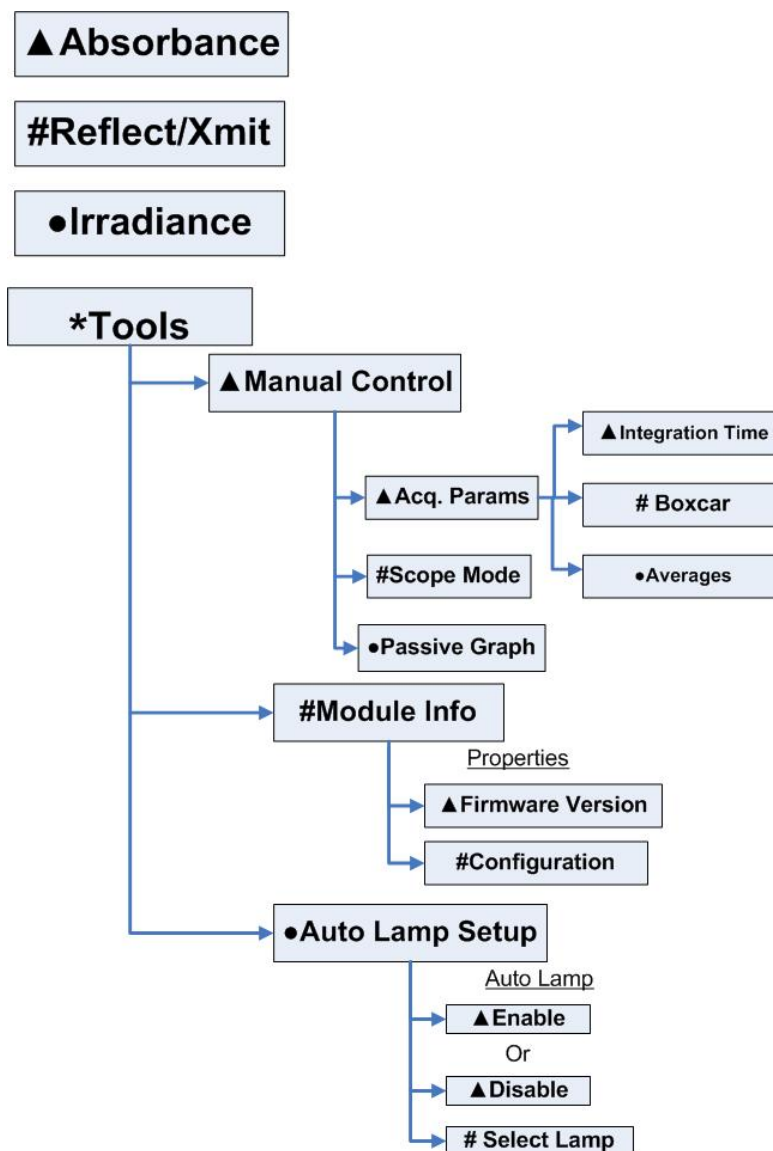 ▲Absorbance
#Reflect/Xmit
●Irradiance
*Tools
▲Manual Control
▲Acq. Params
▲Integration Time
# Boxcar
●Averages
#Scope Mode
●Passive Graph
#Module Info
Properties
▲Firmware Version
#Configuration
●Auto Lamp Setup
Auto Lamp
▲Enable
Or
▲Disable
# Select Lamp